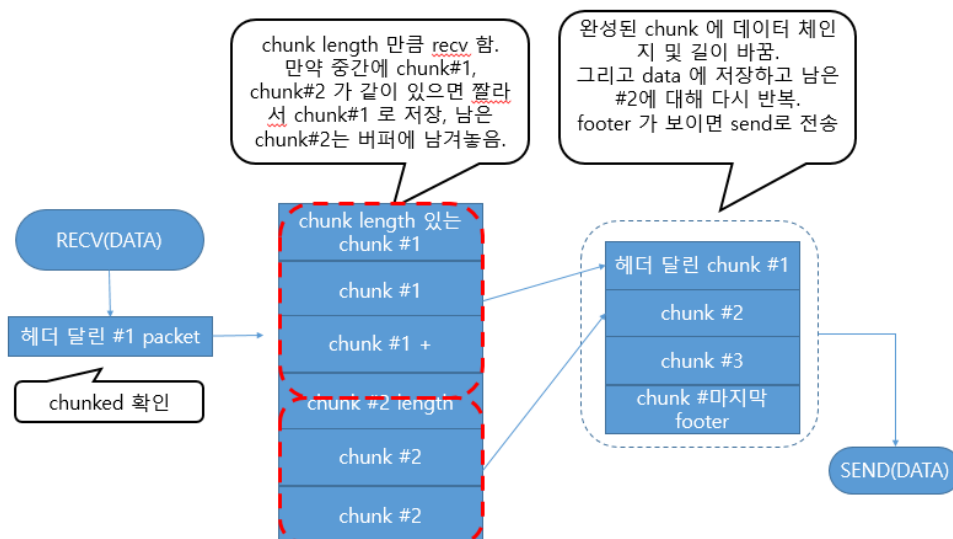 chunk length 만큼 recv 함.
만약 중간에 chunk#1,
chunk#2 가 같이 있으면 짤라
서 chunk#1 로 저장, 남은
chunk#2는 버퍼에 남겨놓음.
완성된 chunk 에 데이터 체인
지 및 길이 바꿈.
그리고 data 에 저장하고 남은
#2에 대해 다시 반복.
footer 가 보이면 send로 전송
RECV(DATA)
헤더 달린 #1 packet
chunked 확인
chunk length 있는
chunk #1
chunk #1
chunk #1 +
chunk #2 length
chunk #2
chunk #2
헤더 달린 chunk #1
chunk #2
chunk #3
chunk #마지막
footer
SEND(DATA)